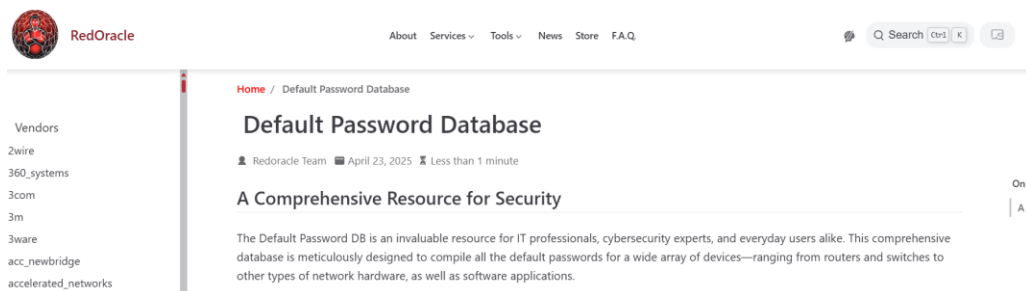 RedOracle
About Services Tools News Store F.A.Q.
Search Ctrl K
Home / Default Password Database
Default Password Database
Redoracle Team April 23, 2025 Less than 1 minute
Vendors
2wire
360_systems
3com
3m
3ware
acc_newbridge
accelerated_networks
A Comprehensive Resource for Security
The Default Password DB is an invaluable resource for IT professionals, cybersecurity experts, and everyday users alike. This comprehensive
database is meticulously designed to compile all the default passwords for a wide array of devices—ranging from routers and switches to
other types of network hardware, as well as software applications.
On
A